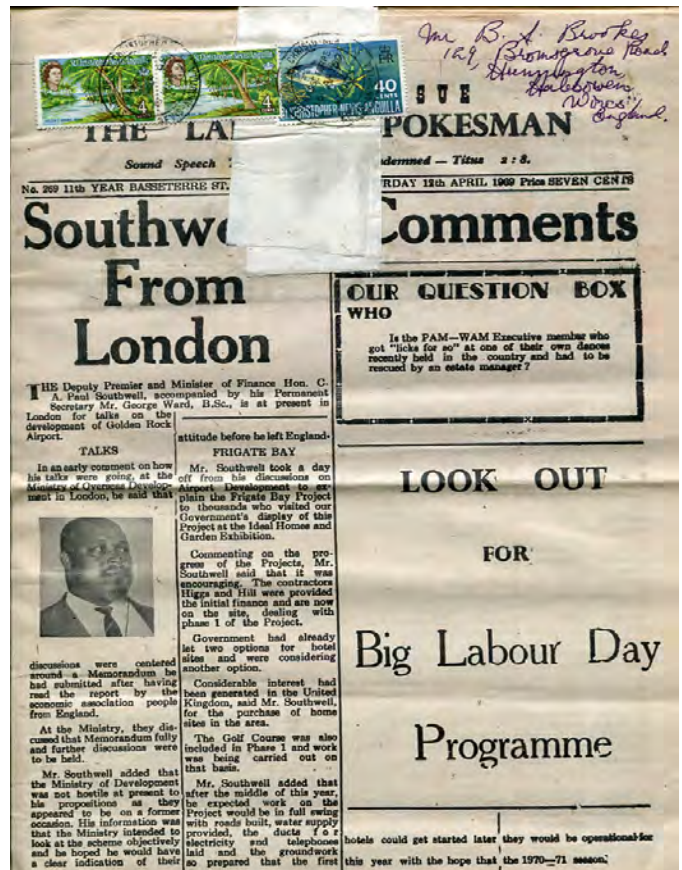 Mr B. A. Brookes
129, Bromsgrove Road
Hunnington,
Halesowen,
Worcs.,
England.
4
4
40
CENTS
ST CHRISTOPHER-NEVIS-ANGUILLA
SUE
THE LA
SPOKESMAN
Sound Speech
demned — Titus 2 : 8.
No. 269 11th YEAR BASSETERRE ST.
RDAY 12th APRIL 1969 Price SEVEN CENTS
Southw
Comments
From
London
THE Deputy Premier and Minister of Finance Hon. C.
A. Paul Southwell, accompanied by his Permanent
Secretary Mr. George Ward, B.Sc., is at present in
London for talks on the
development of Golden Rock
Airport.
TALKS
In an early comment on how
his talks were going, at the
Ministry of Overseas Develop-
ment in London, he said that
discussions were centered
around a Memorandum he
had submitted after having
read the report by the
economic association people
from England.
At the Ministry, they dis-
cussed that Memorandum fully
and further discussions were
to be held.
Mr. Southwell added that
the Ministry of Development
was not hostile at present to
his propositions as they
appeared to be on a former
occasion. His information was
that the Ministry intended to
look at the scheme objectively
and he hoped he would have
a clear indication of their
attitude before he left England.
FRIGATE BAY
Mr. Southwell took a day
off from his discussions on
Airport Development to ex-
plain the Frigate Bay Project
to thousands who visited our
Government's display of this
Project at the Ideal Homes and
Garden Exhibition.
Commenting on the pro-
gress of the Projects, Mr.
Southwell said that it was
encouraging. The contractors
Higgs and Hill were provided
the initial finance and are now
on the site, dealing with
phase 1 of the Project.
Government had already
let two options for hotel
sites and were considering
another option.
Considerable interest had
been generated in the United
Kingdom, said Mr. Southwell,
for the purchase of home
sites in the area.
The Golf Course was also
included in Phase 1 and work
was being carried out on
that basis.
Mr. Southwell added that
after the middle of this year,
he expected work on the
Project would be in full swing
with roads built, water supply
provided, the ducts for
electricity and telephones
laid and the groundwork
so prepared that the first
OUR QUESTION BOX
WHO
Is the PAM—WAM Executive member who
got "licks for so" at one of their own dances
recently held in the country and had to be
rescued by an estate manager?
LOOK OUT
FOR
Big Labour Day
Programme
hotels could get started later
this year with the hope that
they would be operational for
the 1970—71 season.